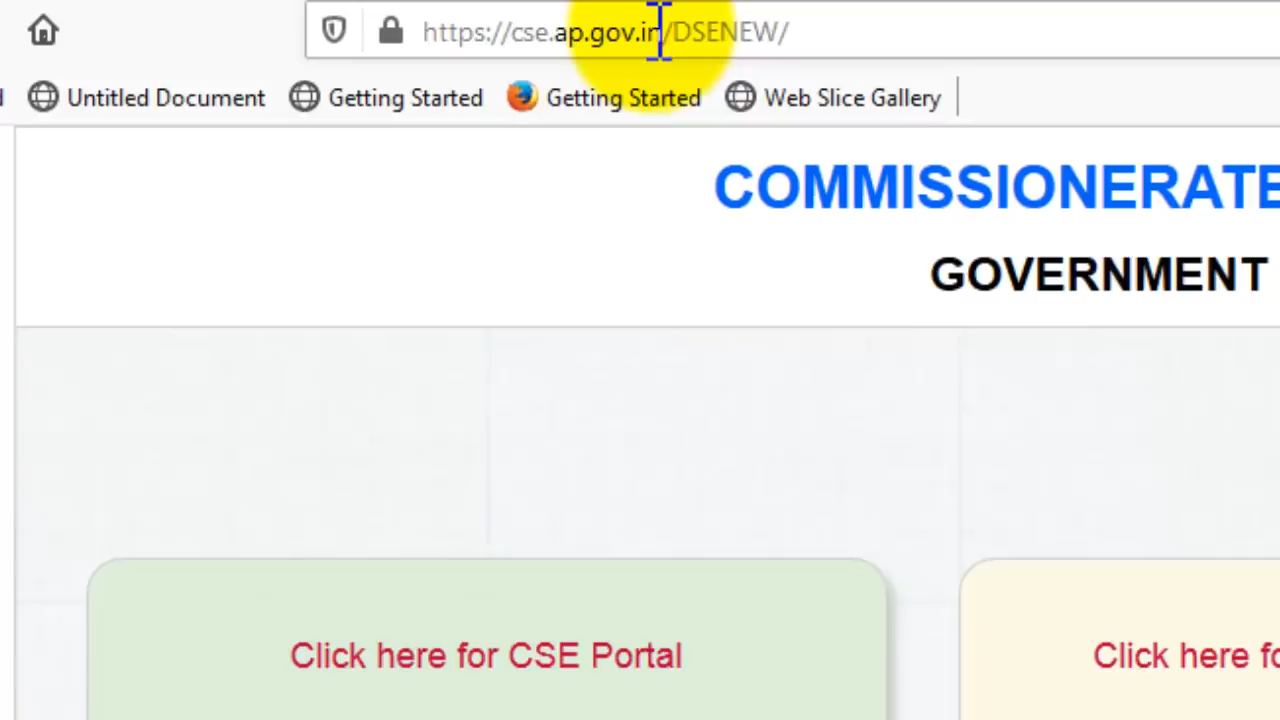 https://cse.ap.gov.in/DSENEW/
Untitled Document Getting Started Getting Started Web Slice Gallery
COMMISSIONERATE
GOVERNMENT
Click here for CSE Portal
Click here fo